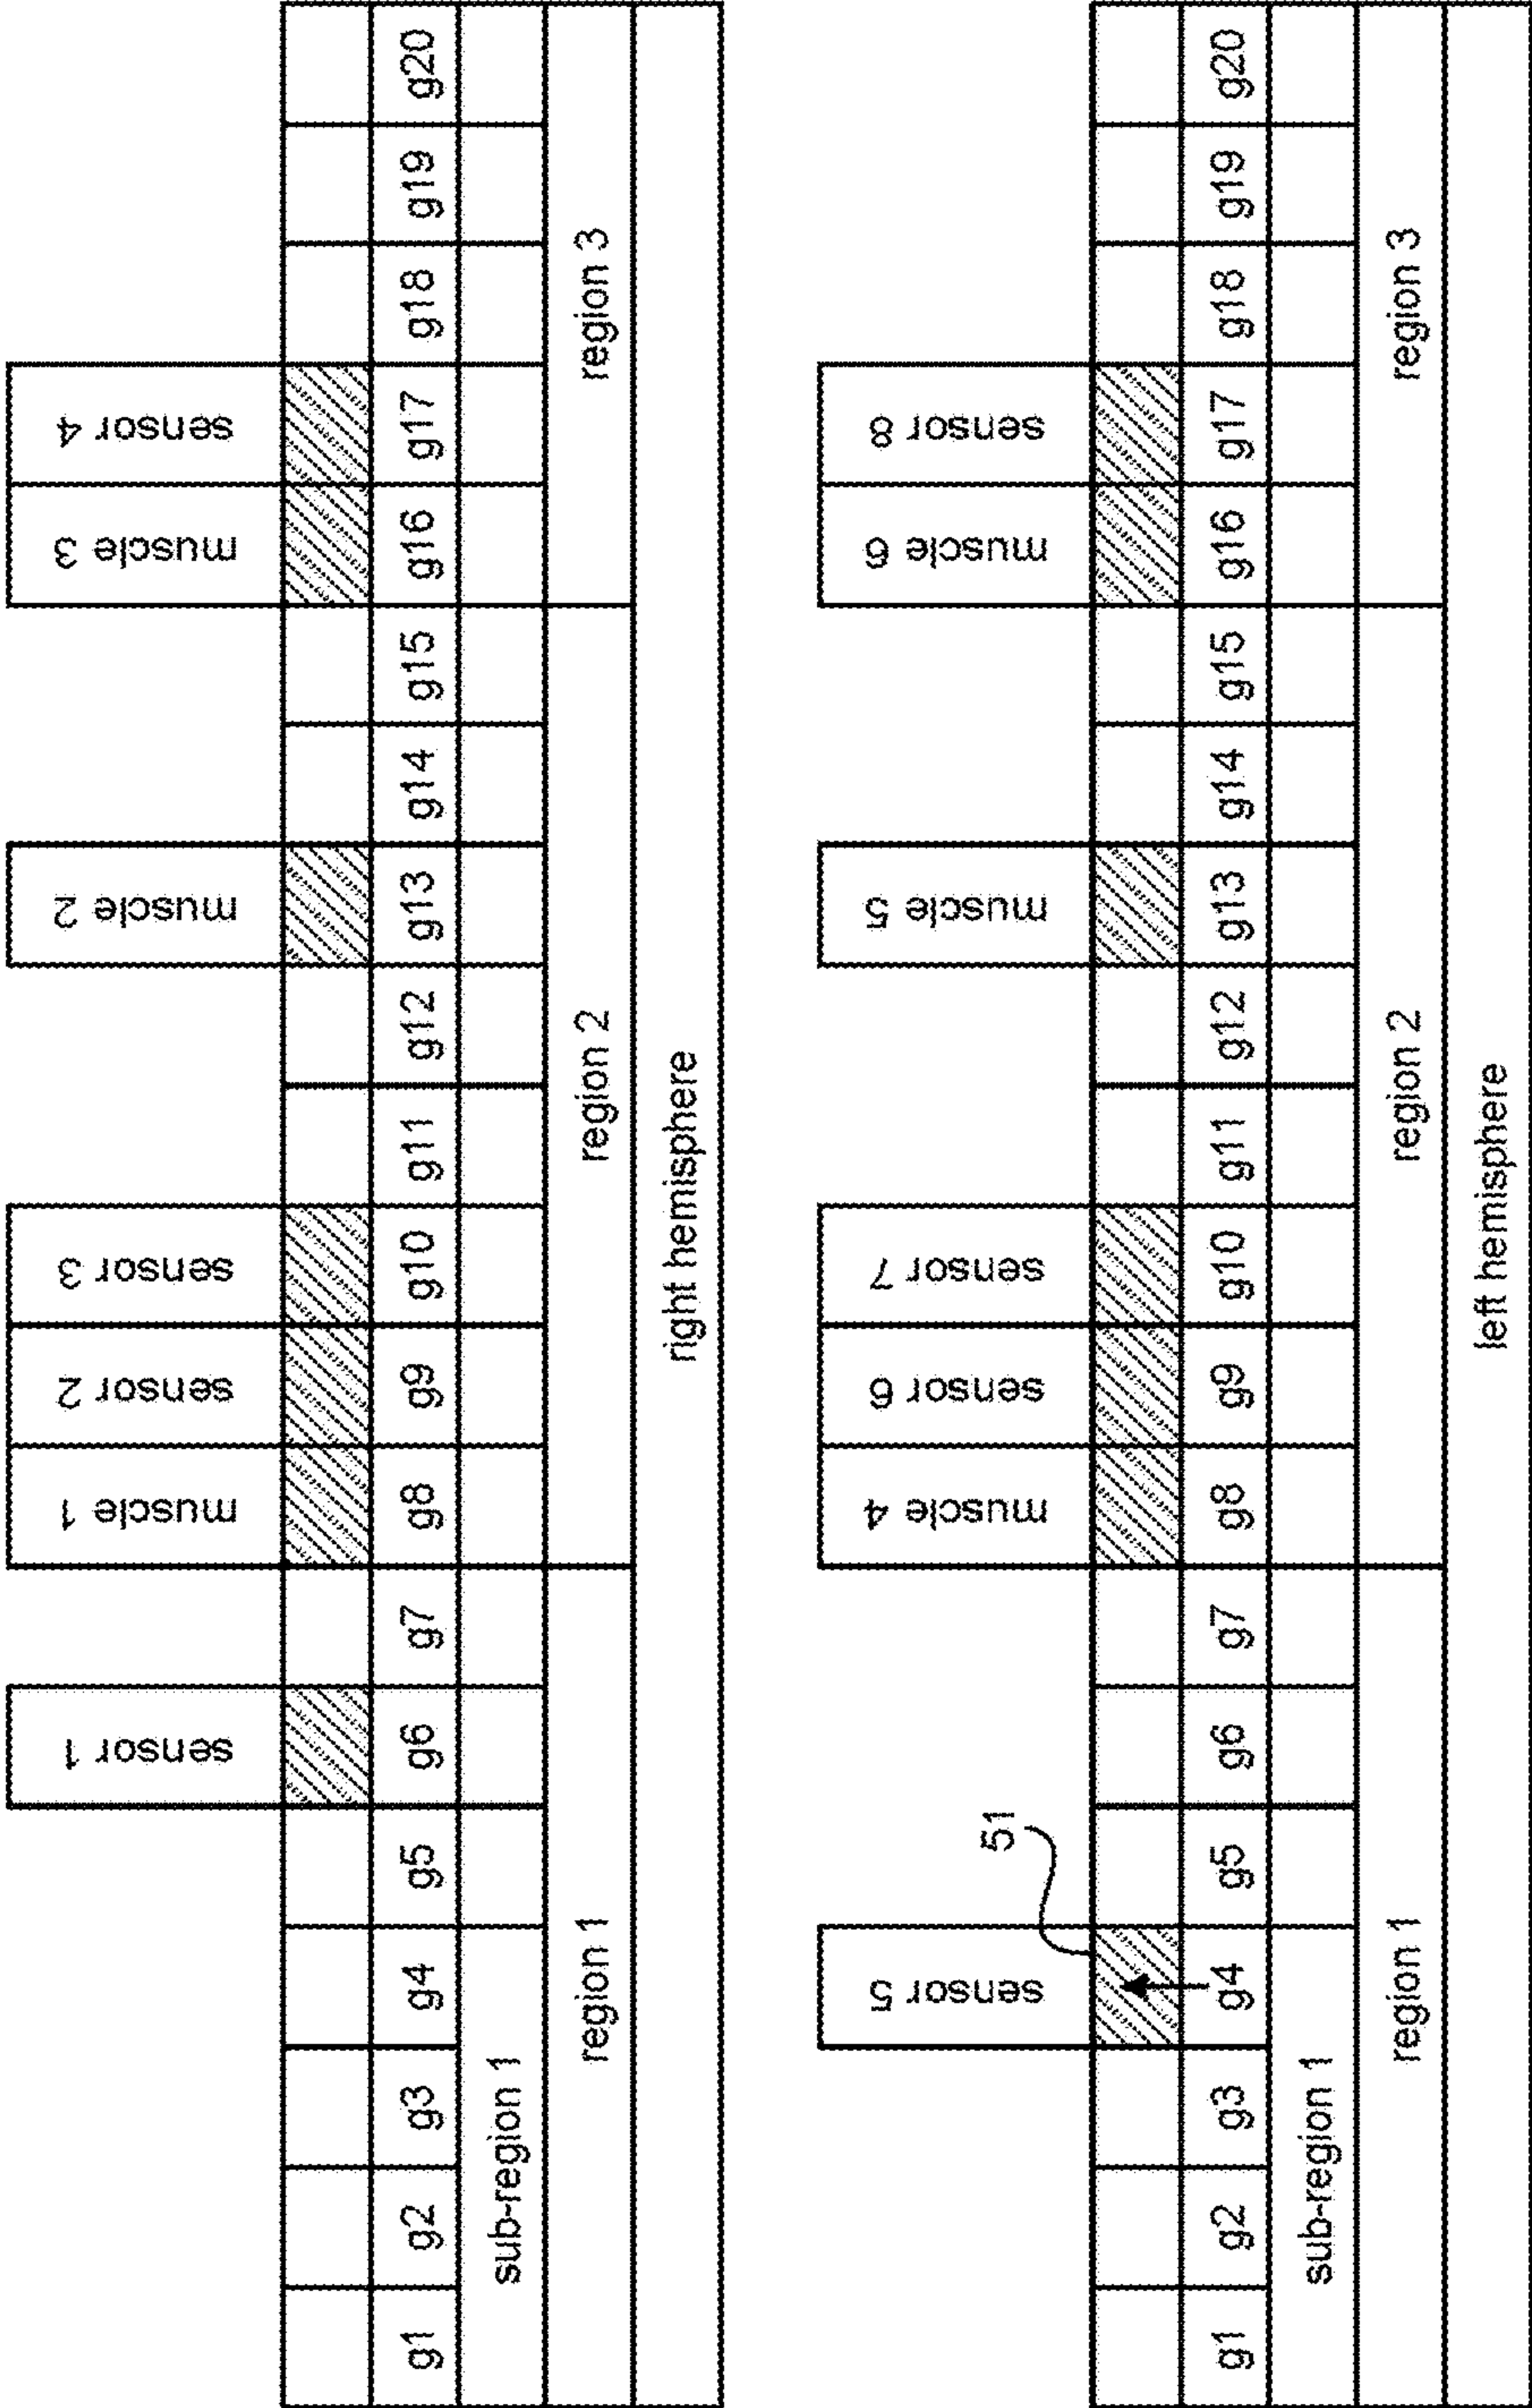 sensor 1
muscle 1
sensor 2
sensor 3
muscle 2
muscle 3
sensor 4
g1 g2 g3 g4 g5 g6 g7 g8 g9 g10 g11 g12 g13 g14 g15 g16 g17 g18 g19 g20
sub-region 1
region 1 region 2 region 3
right hemisphere
sensor 5
muscle 4
sensor 6
sensor 7
muscle 5
muscle 6
sensor 8
51
g1 g2 g3 g4 g5 g6 g7 g8 g9 g10 g11 g12 g13 g14 g15 g16 g17 g18 g19 g20
sub-region 1
region 1 region 2 region 3
left hemisphere